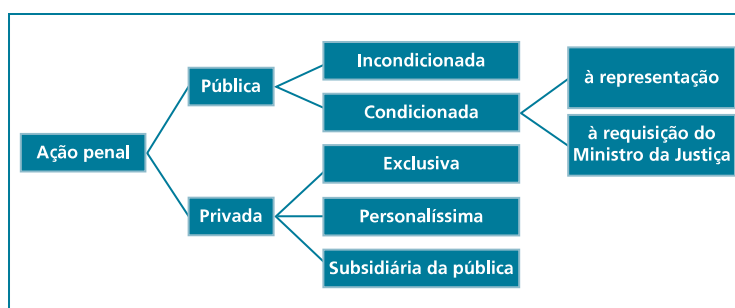 Ação penal
Pública
Incondicionada
Condicionada
à representação
à requisição do
Ministro da Justiça
Privada
Exclusiva
Personalíssima
Subsidiária da pública